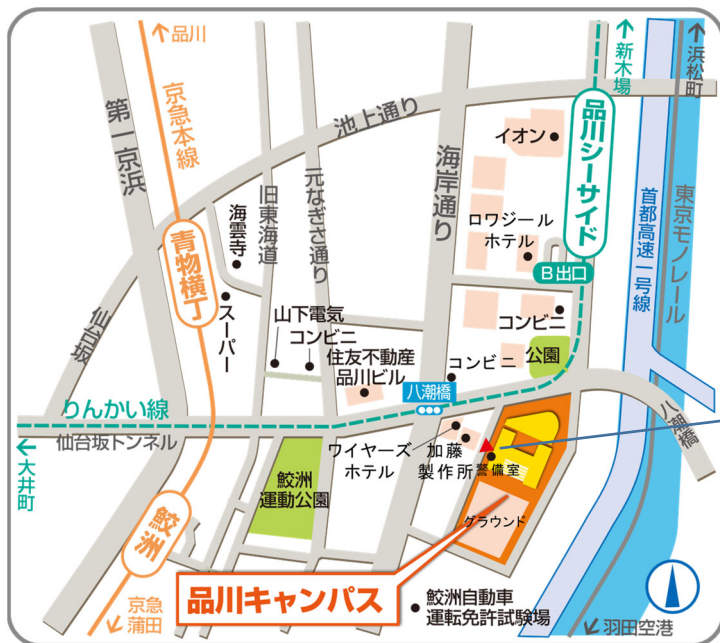 ↑品川
京急本線
第一京浜
池上通り
↑新木場
↑浜松町
品川シーサイド
イオン
海岸通り
元なぎさ通り
旧東海道
海雲寺
青物横丁
ロワジール
ホテル
首都高速一号線
東京モノレール
B出口
仙台坂
スーパー
山下電気
コンビニ
住友不動産
品川ビル
コンビニ
コンビニ
公園
八潮橋
りんかい線
仙台坂トンネル
←大井町
八潮橋
ワイヤーズ
ホテル
加藤
製作所
警備室
鮫洲
運動公園
グラウンド
鮫洲
品川キャンパス
鮫洲自動車
運転免許試験場
京急
蒲田
羽田空港